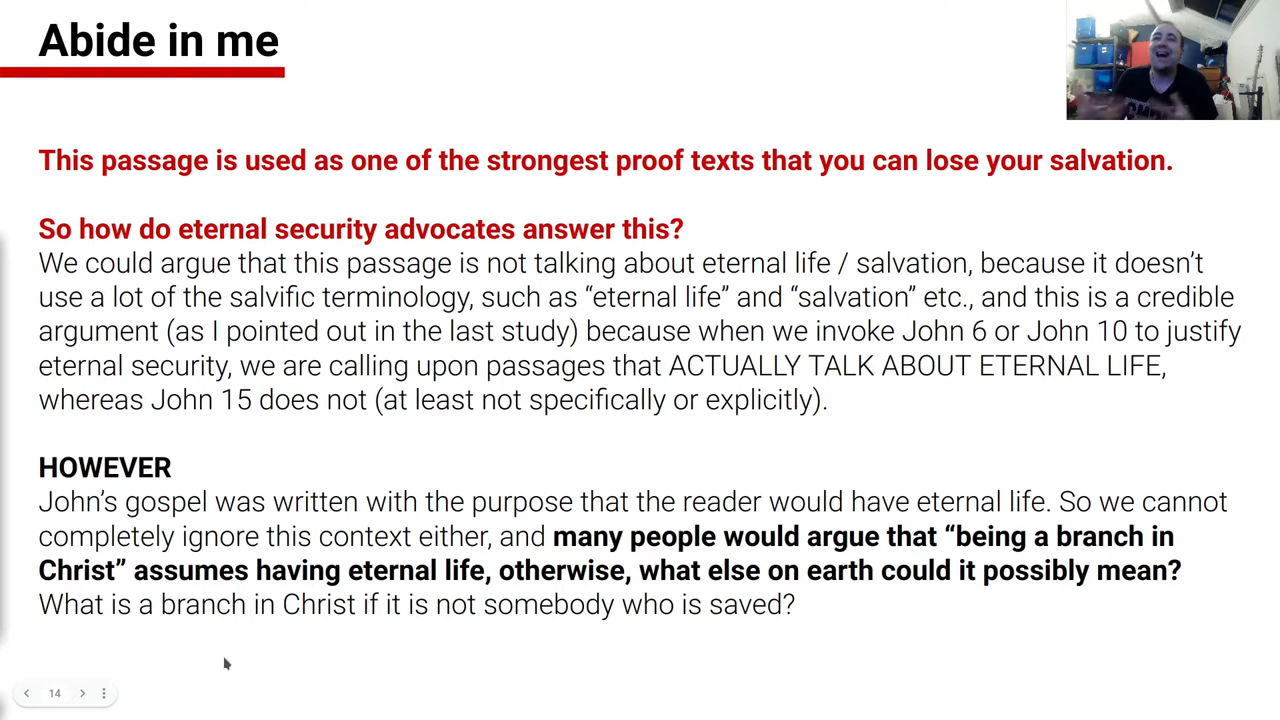 Abide in me
This passage is used as one of the strongest proof texts that you can lose your salvation.
So how do eternal security advocates answer this?
We could argue that this passage is not talking about eternal life / salvation, because it doesn’t
use a lot of the salvific terminology, such as “eternal life” and “salvation” etc., and this is a credible
argument (as I pointed out in the last study) because when we invoke John 6 or John 10 to justify
eternal security, we are calling upon passages that ACTUALLY TALK ABOUT ETERNAL LIFE,
whereas John 15 does not (at least not specifically or explicitly).
HOWEVER
John’s gospel was written with the purpose that the reader would have eternal life. So we cannot
completely ignore this context either, and many people would argue that “being a branch in
Christ” assumes having eternal life, otherwise, what else on earth could it possibly mean?
What is a branch in Christ if it is not somebody who is saved?
14